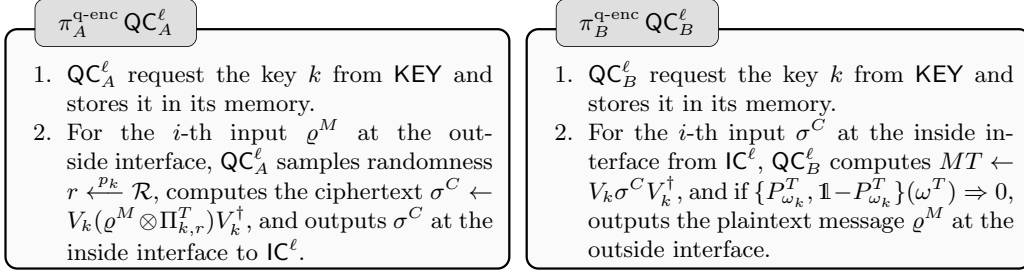 π_A^{q-enc} QC_A^ℓ
1. QC_A^ℓ request the key k from KEY and
stores it in its memory.
2. For the i-th input ϱ^M at the out-
side interface, QC_A^ℓ samples randomness
r ←^{p_k} ℛ, computes the ciphertext σ^C ←
V_k(ϱ^M ⊗ Π_{k,r}^T)V_k^†, and outputs σ^C at the
inside interface to IC^ℓ.
π_B^{q-enc} QC_B^ℓ
1. QC_B^ℓ request the key k from KEY and
stores it in its memory.
2. For the i-th input σ^C at the inside in-
terface from IC^ℓ, QC_B^ℓ computes MT ←
V_k σ^C V_k^†, and if {P_{ω_k}^T, 𝟙−P_{ω_k}^T}(ω^T) ⇒ 0,
outputs the plaintext message ϱ^M at the
outside interface.